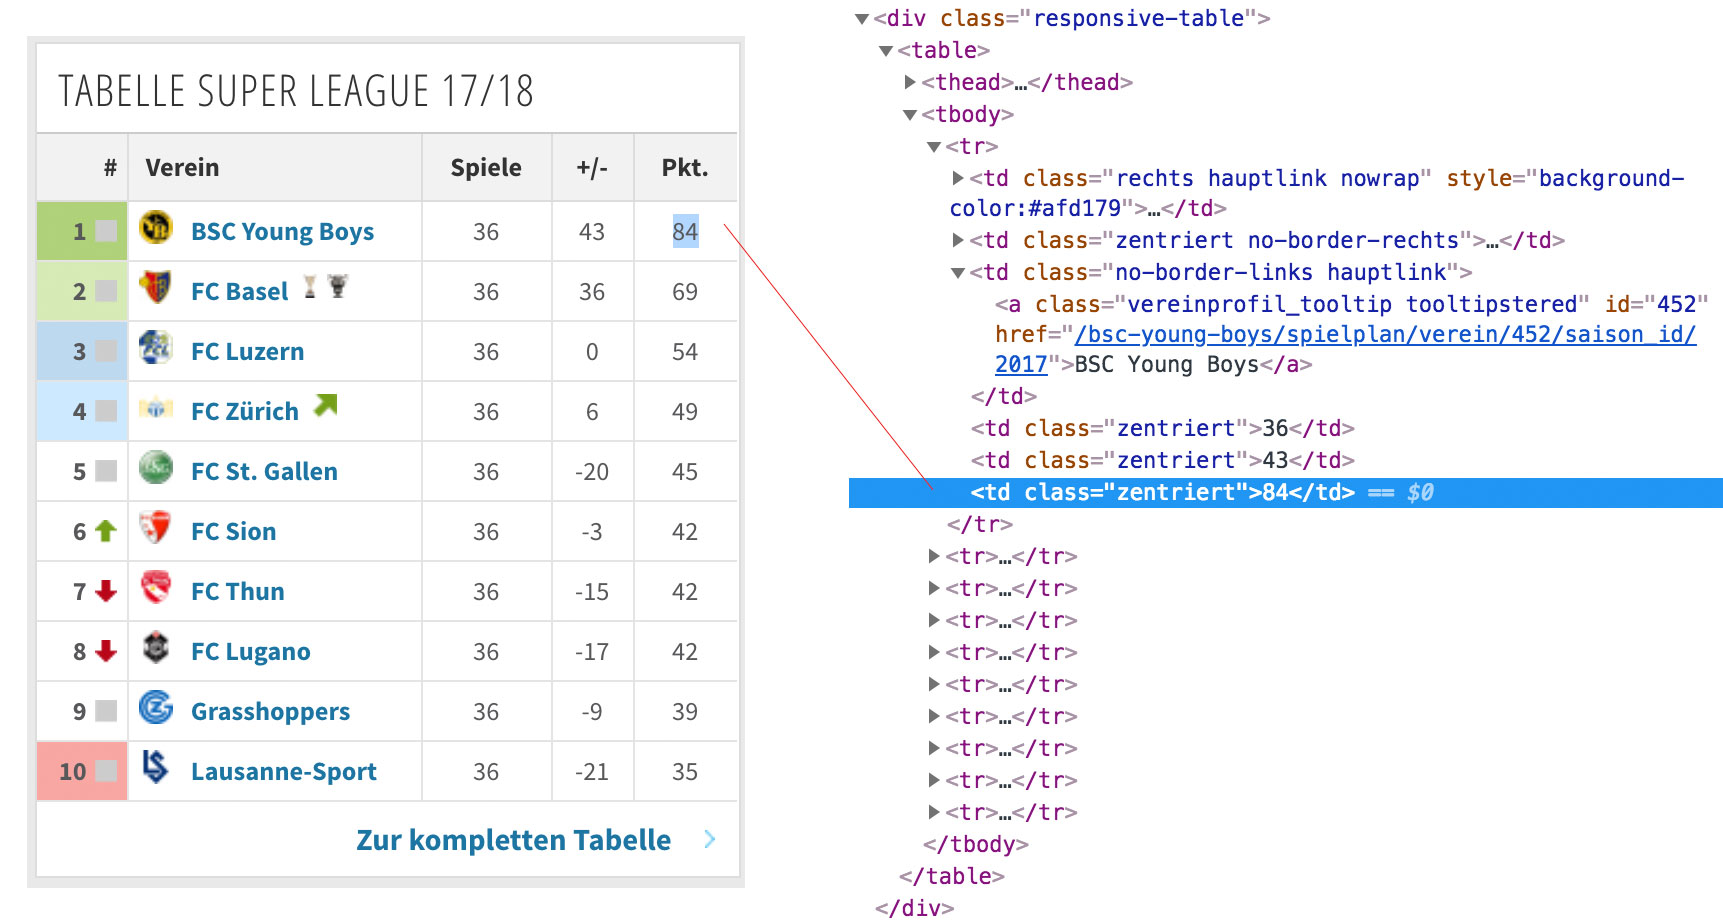 TABELLE SUPER LEAGUE 17/18
# Verein Spiele +/- Pkt.
1 BSC Young Boys 36 43 84
2 FC Basel 36 36 69
3 FC Luzern 36 0 54
4 FC Zürich 36 6 49
5 FC St. Gallen 36 -20 45
6 FC Sion 36 -3 42
7 FC Thun 36 -15 42
8 FC Lugano 36 -17 42
9 Grasshoppers 36 -9 39
10 Lausanne-Sport 36 -21 35
Zur kompletten Tabelle
<div class="responsive-table">
<table>
<thead>…</thead>
<tbody>
<tr>
<td class="rechts hauptlink nowrap" style="background-
color:#afd179">…</td>
<td class="zentriert no-border-rechts">…</td>
<td class="no-border-links hauptlink">
<a class="vereinprofil_tooltip tooltipstered" id="452"
href="/bsc-young-boys/spielplan/verein/452/saison_id/
2017">BSC Young Boys</a>
</td>
<td class="zentriert">36</td>
<td class="zentriert">43</td>
<td class="zentriert">84</td> == $0
</tr>
<tr>…</tr>
<tr>…</tr>
<tr>…</tr>
<tr>…</tr>
<tr>…</tr>
<tr>…</tr>
<tr>…</tr>
<tr>…</tr>
<tr>…</tr>
</tbody>
</table>
</div>